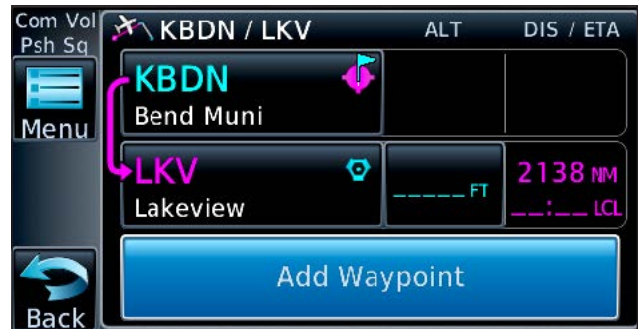 Com Vol
Psh Sq
KBDN / LKV ALT DIS / ETA
Menu
KBDN
Bend Muni
LKV
Lakeview
_____ FT
2138 NM
__:__ LCL
Add Waypoint
Back